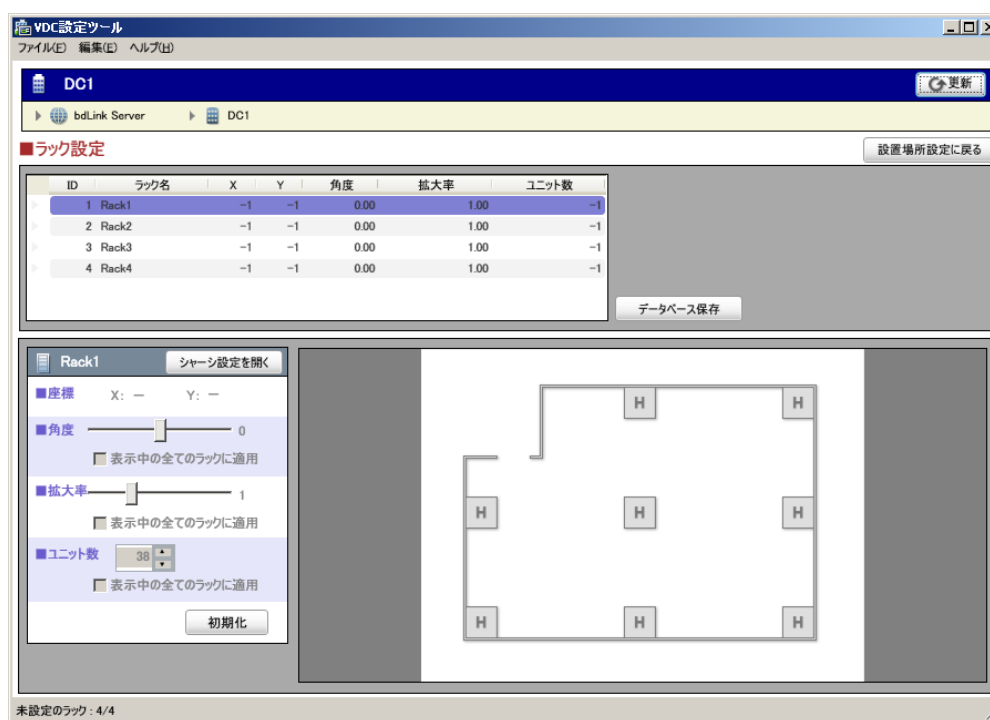 VDC設定ツール
ファイル(F) 編集(E) ヘルプ(H)
DC1 更新
bdLink Server DC1
■ラック設定 設置場所設定に戻る
ID ラック名 X Y 角度 拡大率 ユニット数
1 Rack1 -1 -1 0.00 1.00 -1
2 Rack2 -1 -1 0.00 1.00 -1
3 Rack3 -1 -1 0.00 1.00 -1
4 Rack4 -1 -1 0.00 1.00 -1
データベース保存
Rack1 シャーシ設定を開く
■座標 X: − Y: −
■角度 0
表示中の全てのラックに適用
■拡大率 1
表示中の全てのラックに適用
■ユニット数 38
表示中の全てのラックに適用
初期化
H H
H H H
H H H
未設定のラック : 4/4